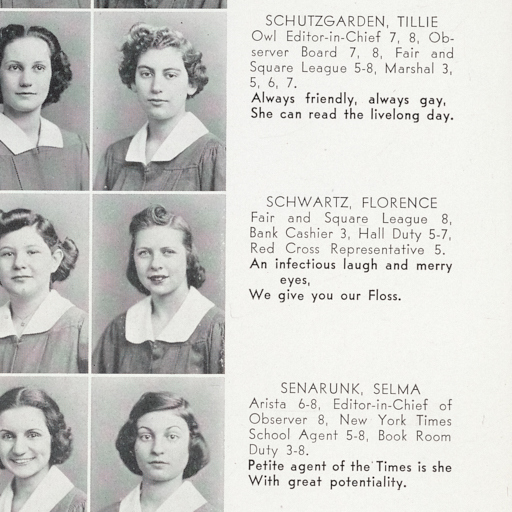 SCHUTZGARDEN, TILLIE
Owl Editor-in-Chief 7, 8, Ob-
server Board 7, 8, Fair and
Square League 5-8, Marshal 3,
5, 6, 7.
Always friendly, always gay,
She can read the livelong day.
SCHWARTZ, FLORENCE
Fair and Square League 8,
Bank Cashier 3, Hall Duty 5-7,
Red Cross Representative 5.
An infectious laugh and merry
eyes,
We give you our Floss.
SENARUNK, SELMA
Arista 6-8, Editor-in-Chief of
Observer 8, New York Times
School Agent 5-8, Book Room
Duty 3-8.
Petite agent of the Times is she
With great potentiality.